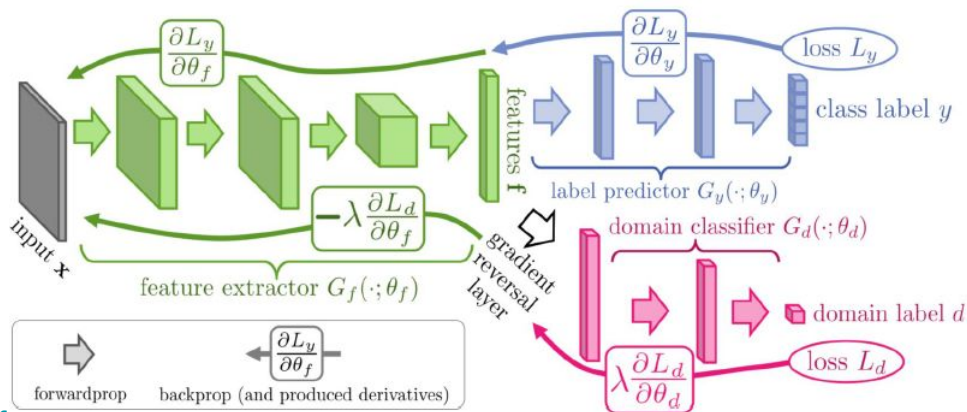 ∂L_y/∂θ_f
∂L_y/∂θ_y
loss L_y
features f
class label y
label predictor G_y(·; θ_y)
input x
−λ ∂L_d/∂θ_f
feature extractor G_f(·; θ_f)
gradient
reversal
layer
domain classifier G_d(·; θ_d)
domain label d
λ ∂L_d/∂θ_d
loss L_d
∂L_y/∂θ_f
forwardprop
backprop (and produced derivatives)